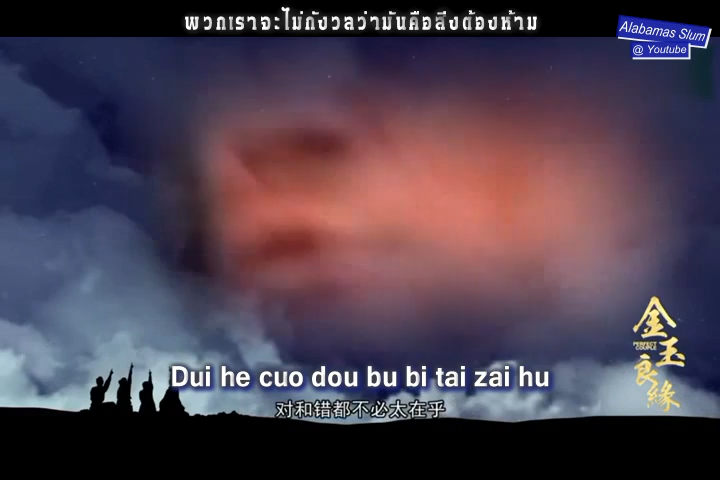 พวกเราจะไม่กังวลว่ามันคือสิ่งต้องห้าม
Alabamas Slum
@ Youtube
金玉良缘
PERFECT COUPLE
Dui he cuo dou bu bi tai zai hu
对和错都不必太在乎